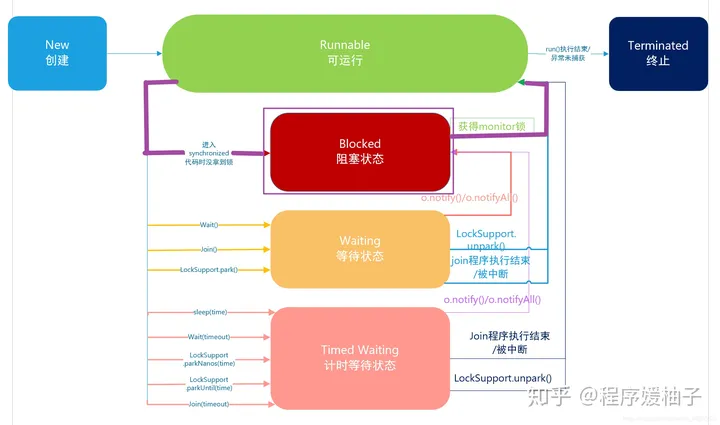 New
创建
Runnable
可运行
run()执行结束/
异常未捕获
Terminated
终止
进入
synchronized
代码时没拿到锁
Blocked
阻塞状态
获得monitor锁
o.notify()/o.notifyAll()
Wait()
Join()
LockSupport.park()
Waiting
等待状态
LockSupport.
unpark()
join程序执行结束
/被中断
o.notify()/o.notifyAll()
sleep(time)
Wait(timeout)
LockSupport
.parkNanos(time)
LockSupport
.parkUntil(time)
Join(timeout)
Timed Waiting
计时等待状态
Join程序执行结束
/被中断
LockSupport.unpark()
知乎 @程序媛柚子